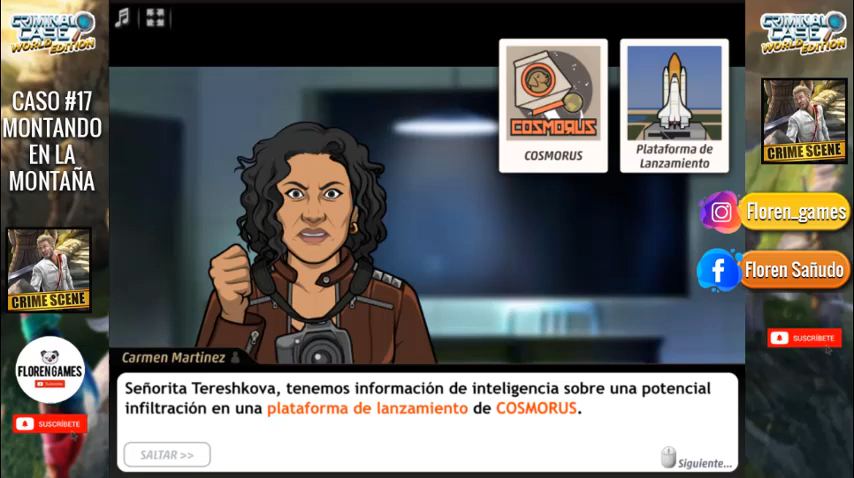 CRIMINAL
CASE
WORLD EDITION
CASO #17
MONTANDO
EN LA
MONTAÑA
CRIME SCENE
FLOREN GAMES
SUSCRÍBETE
COSMORUS
COSMORUS
Plataforma de
Lanzamiento
Carmen Martinez
Señorita Tereshkova, tenemos información de inteligencia sobre una potencial
infiltración en una plataforma de lanzamiento de COSMORUS.
SALTAR >>
Siguiente...
CRIMINAL
CASE
WORLD EDITION
CRIME SCENE
Floren_games
Floren Sañudo
SUSCRÍBETE